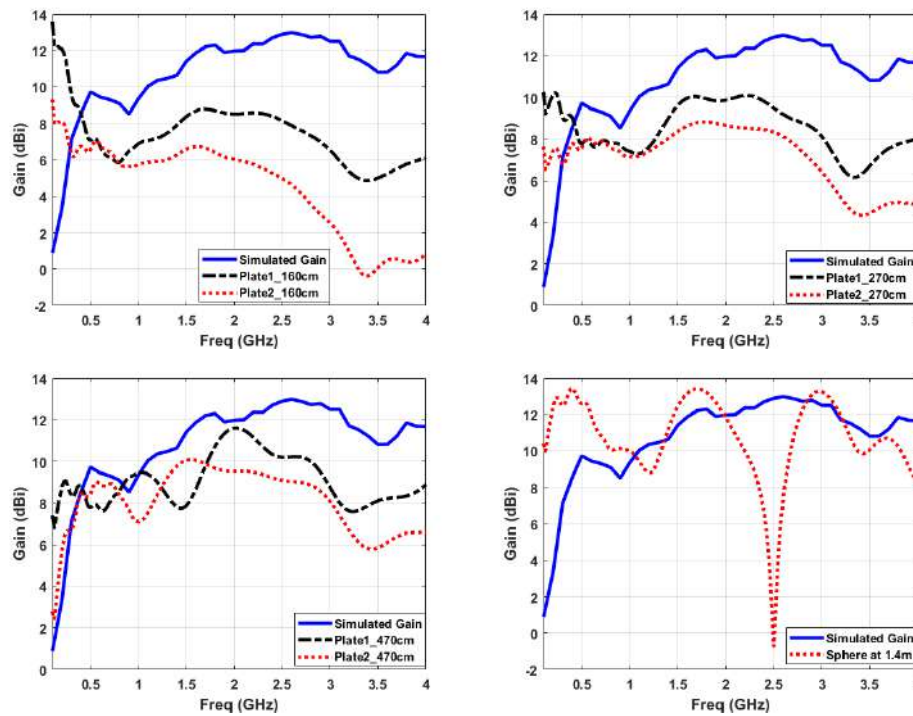 14
12
10
8
6
4
2
0
-2
Gain (dBi)
Simulated Gain
Plate1_160cm
Plate2_160cm
0.5 1 1.5 2 2.5 3 3.5 4
Freq (GHz)
14
12
10
8
6
4
2
0
Gain (dBi)
Simulated Gain
Plate1_270cm
Plate2_270cm
0.5 1 1.5 2 2.5 3 3.5 4
Freq (GHz)
14
12
10
8
6
4
2
0
Gain (dBi)
Simulated Gain
Plate1_470cm
Plate2_470cm
0.5 1 1.5 2 2.5 3 3.5 4
Freq (GHz)
14
12
10
8
6
4
2
0
-2
Gain (dBi)
Simulated Gain
Sphere at 1.4m
0.5 1 1.5 2 2.5 3 3.5 4
Freq (GHz)